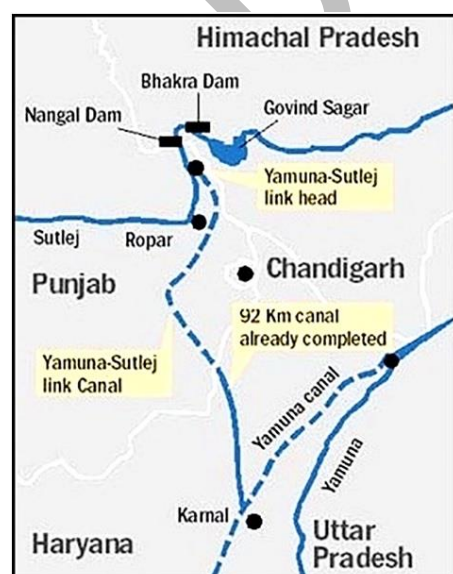 Himachal Pradesh
Bhakra Dam
Nangal Dam
Govind Sagar
Yamuna-Sutlej
link head
Sutlej
Ropar
Punjab
Chandigarh
92 Km canal
already completed
Yamuna-Sutlej
link Canal
Yamuna canal
Yamuna
Karnal
Haryana
Uttar
Pradesh